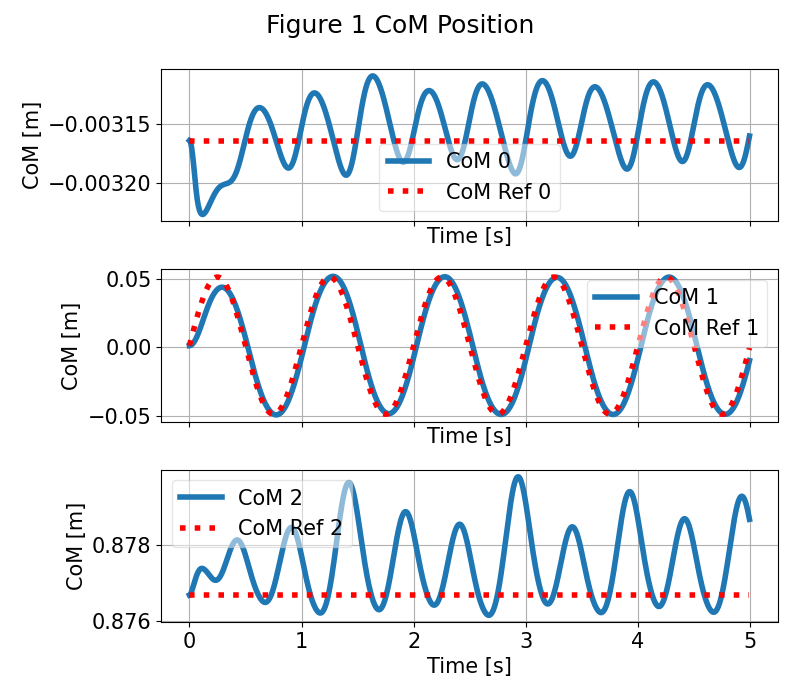 Figure 1 CoM Position
CoM [m]
−0.00315
−0.00320
CoM 0
CoM Ref 0
Time [s]
CoM [m]
0.05
0.00
−0.05
CoM 1
CoM Ref 1
Time [s]
CoM [m]
0.878
0.876
CoM 2
CoM Ref 2
0 1 2 3 4 5
Time [s]